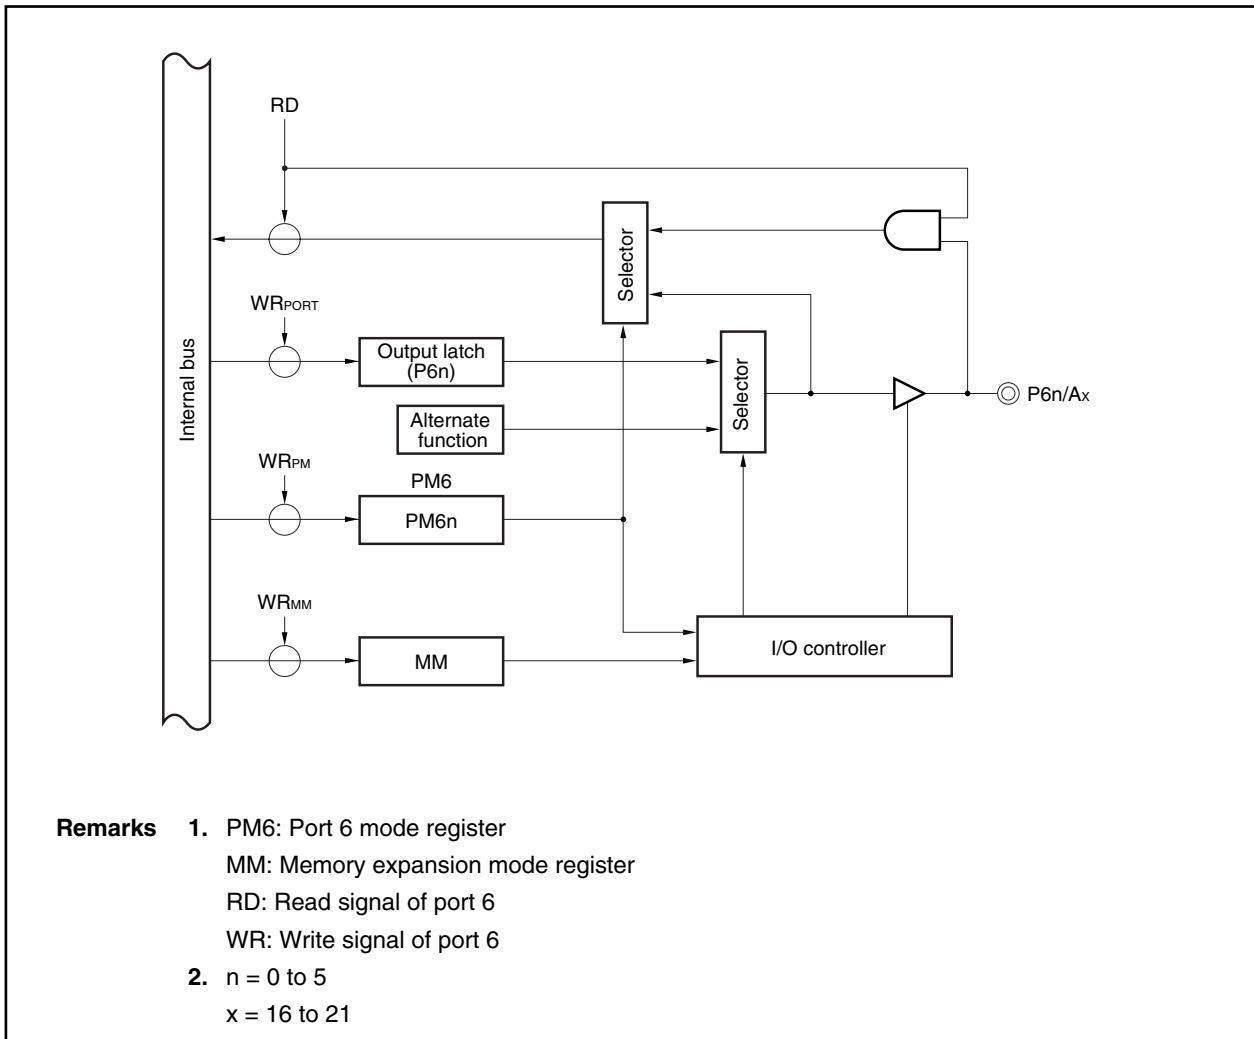 RD
Selector
WRPORT
Internal bus
Output latch
(P6n)
Selector
P6n/Ax
Alternate
function
WRPM
PM6
PM6n
WRMM
MM
I/O controller
Remarks 1. PM6: Port 6 mode register
MM: Memory expansion mode register
RD: Read signal of port 6
WR: Write signal of port 6
2. n = 0 to 5
x = 16 to 21